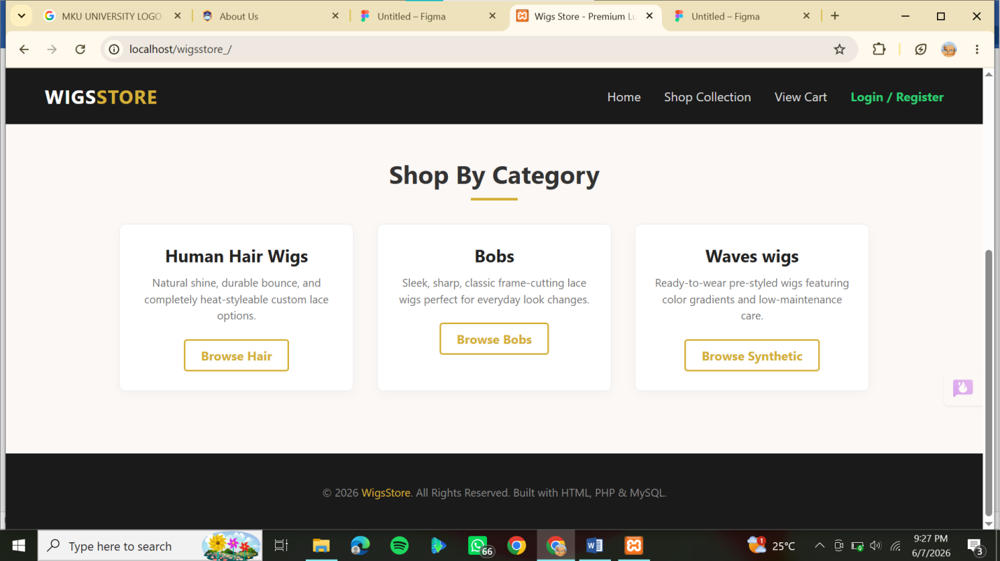 MKU UNIVERSITY LOGO
About Us
Untitled – Figma
Wigs Store - Premium Lu
Untitled – Figma
localhost/wigsstore_/
WIGSSTORE
Home
Shop Collection
View Cart
Login / Register
Shop By Category
Human Hair Wigs
Natural shine, durable bounce, and
completely heat-styleable custom lace
options.
Browse Hair
Bobs
Sleek, sharp, classic frame-cutting lace
wigs perfect for everyday look changes.
Browse Bobs
Waves wigs
Ready-to-wear pre-styled wigs featuring
color gradients and low-maintenance
care.
Browse Synthetic
© 2026 WigsStore. All Rights Reserved. Built with HTML, PHP & MySQL.
Type here to search
66
1
25°C
9:27 PM
6/7/2026
3